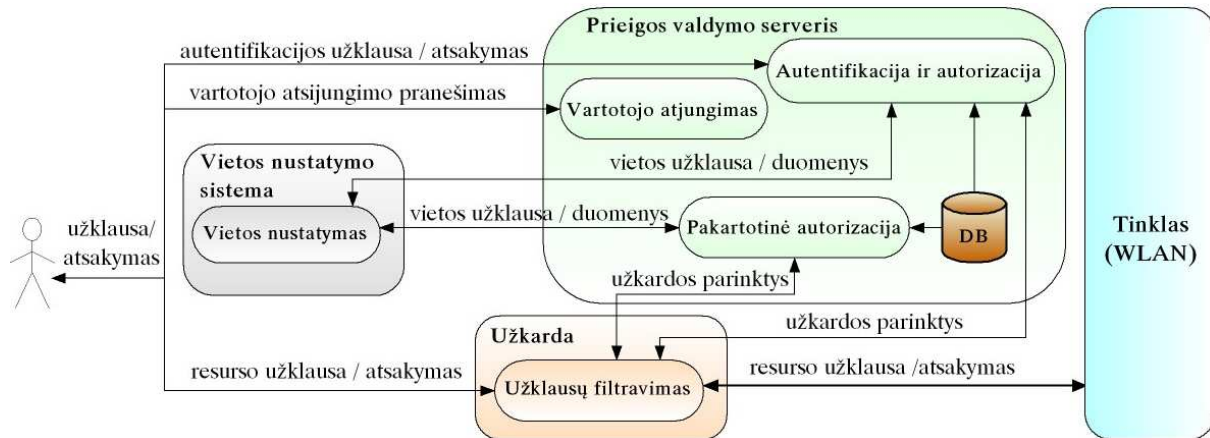 Prieigos valdymo serveris
autentifikacijos užklausa / atsakymas
Autentifikacija ir autorizacija
vartotojo atsijungimo pranešimas
Vartotojo atjungimas
Vietos nustatymo
sistema
vietos užklausa / duomenys
Vietos nustatymas
vietos užklausa / duomenys
Pakartotinė autorizacija
DB
Tinklas
(WLAN)
užklausa/
atsakymas
užkardos parinktys
užkardos parinktys
Užkarda
resurso užklausa / atsakymas
Užklausų filtravimas
resurso užklausa /atsakymas